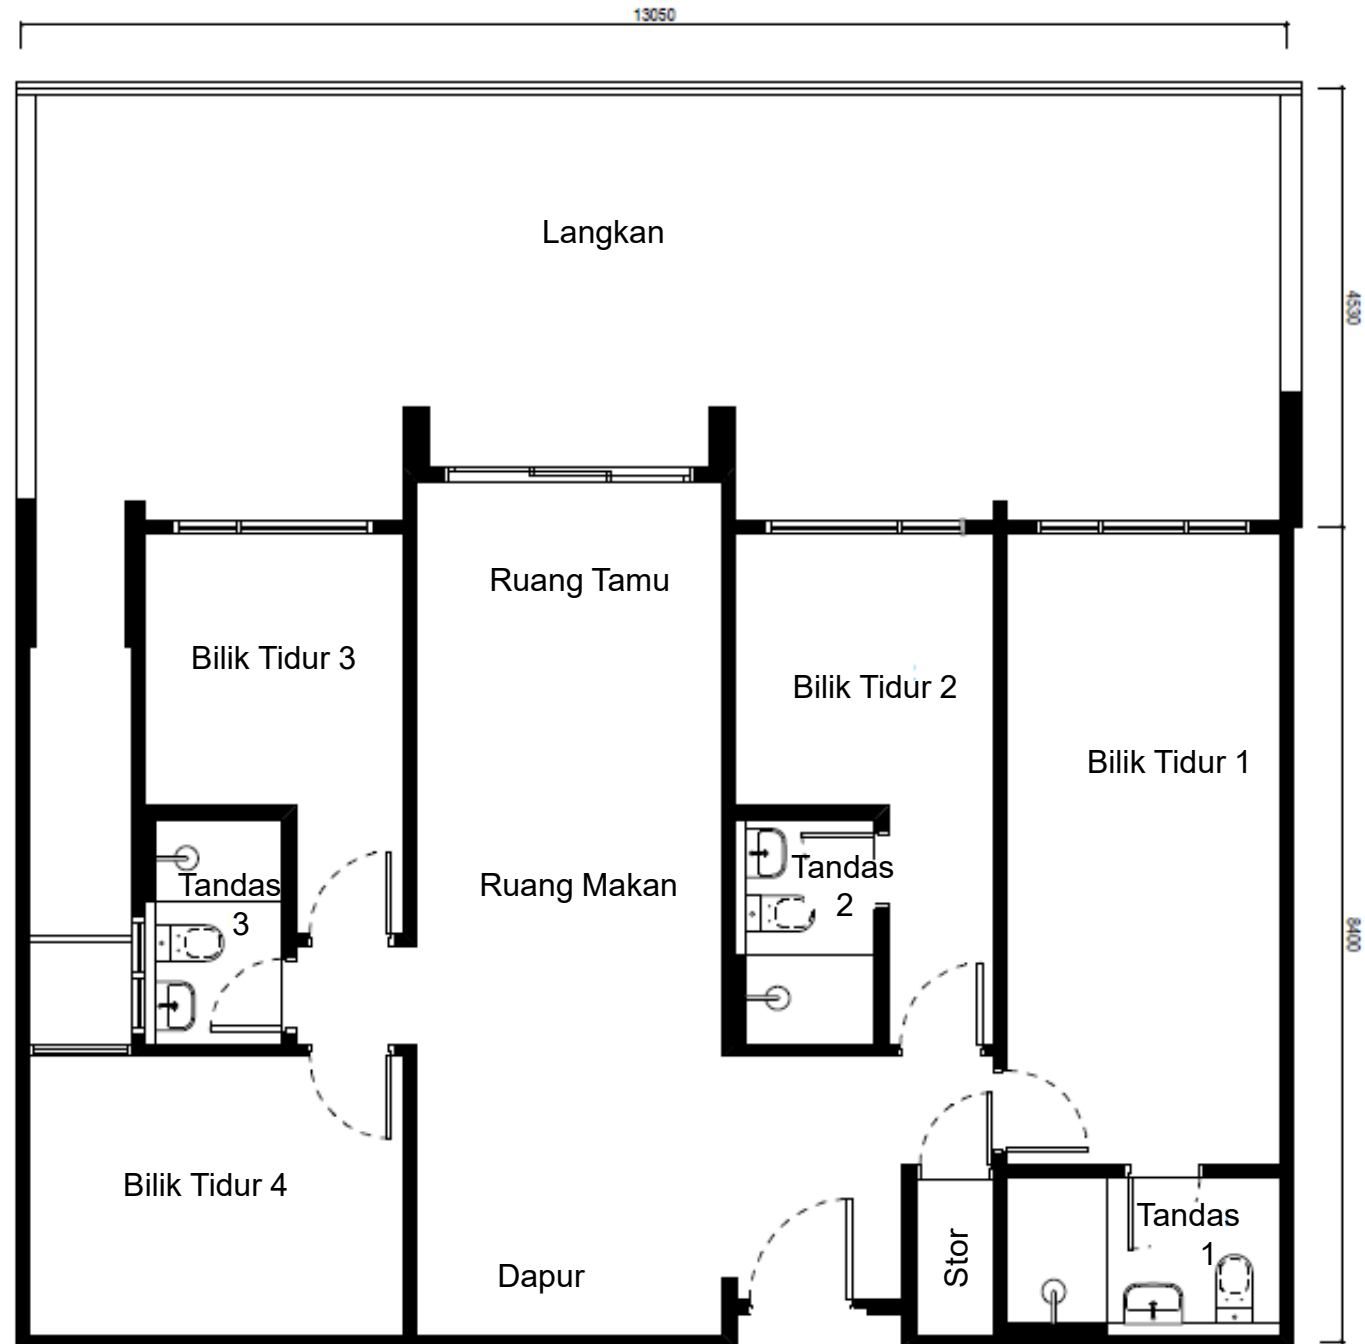 13050
Langkan
4530
Ruang Tamu
Bilik Tidur 3
Bilik Tidur 2
Bilik Tidur 1
Ruang Makan
Tandas
3
Tandas
2
8400
Bilik Tidur 4
Dapur
Stor
Tandas
1